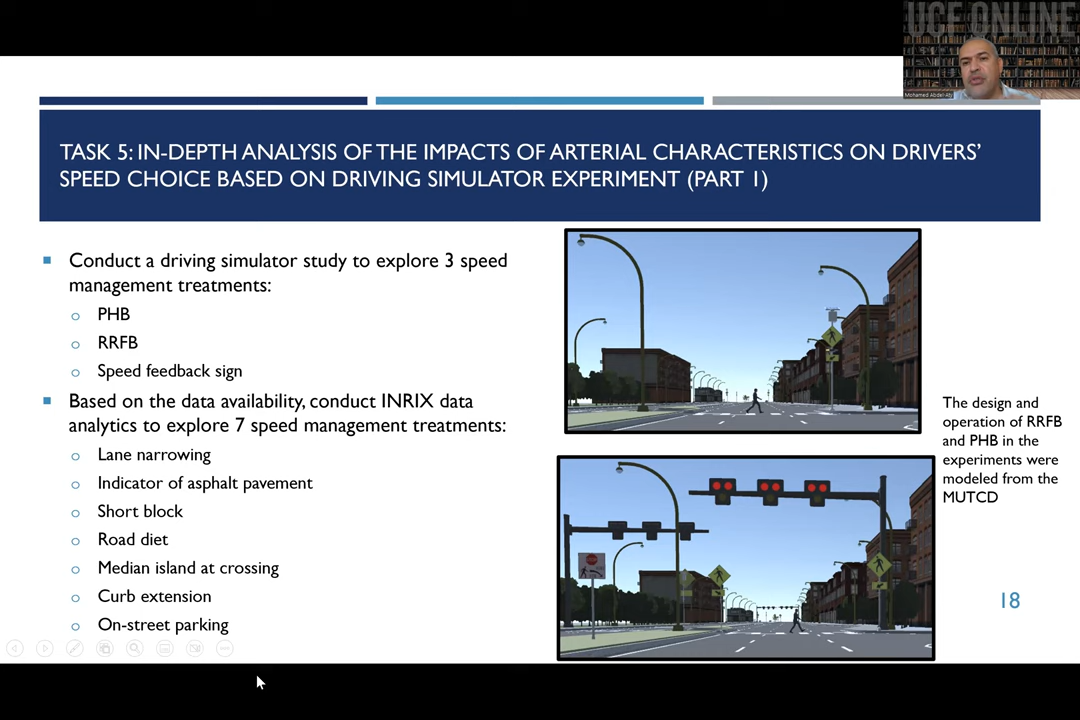 UCF ONLINE
Mohamed Abdel-Aty
TASK 5: IN-DEPTH ANALYSIS OF THE IMPACTS OF ARTERIAL CHARACTERISTICS ON DRIVERS'
SPEED CHOICE BASED ON DRIVING SIMULATOR EXPERIMENT (PART 1)
Conduct a driving simulator study to explore 3 speed
management treatments:
PHB
RRFB
Speed feedback sign
Based on the data availability, conduct INRIX data
analytics to explore 7 speed management treatments:
Lane narrowing
Indicator of asphalt pavement
Short block
Road diet
Median island at crossing
Curb extension
On-street parking
The design and
operation of RRFB
and PHB in the
experiments were
modeled from the
MUTCD
18